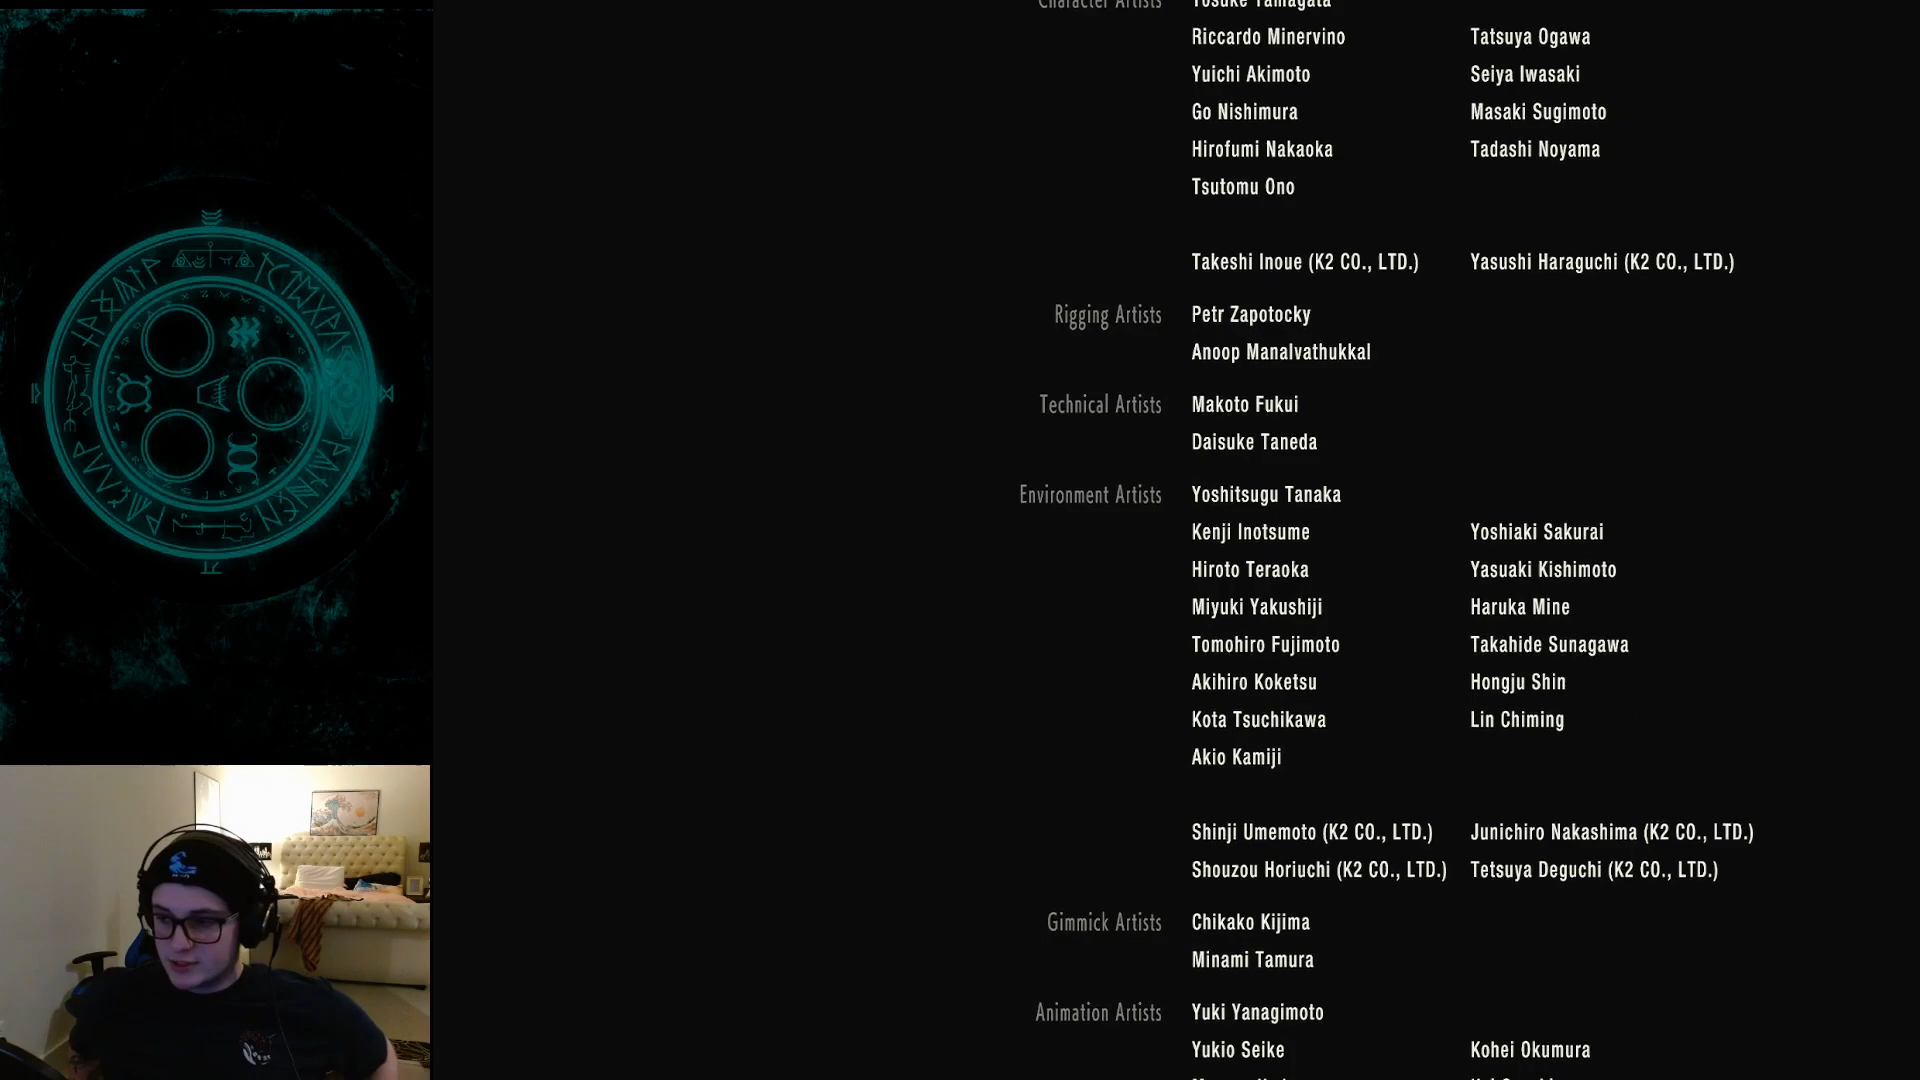 Character Artists Yosuke Yamagata
Riccardo Minervino Tatsuya Ogawa
Yuichi Akimoto Seiya Iwasaki
Go Nishimura Masaki Sugimoto
Hirofumi Nakaoka Tadashi Noyama
Tsutomu Ono
Takeshi Inoue (K2 CO., LTD.) Yasushi Haraguchi (K2 CO., LTD.)
Rigging Artists Petr Zapotocky
Anoop Manalvathukkal
Technical Artists Makoto Fukui
Daisuke Taneda
Environment Artists Yoshitsugu Tanaka
Kenji Inotsume Yoshiaki Sakurai
Hiroto Teraoka Yasuaki Kishimoto
Miyuki Yakushiji Haruka Mine
Tomohiro Fujimoto Takahide Sunagawa
Akihiro Koketsu Hongju Shin
Kota Tsuchikawa Lin Chiming
Akio Kamiji
Shinji Umemoto (K2 CO., LTD.) Junichiro Nakashima (K2 CO., LTD.)
Shouzou Horiuchi (K2 CO., LTD.) Tetsuya Deguchi (K2 CO., LTD.)
Gimmick Artists Chikako Kijima
Minami Tamura
Animation Artists Yuki Yanagimoto
Yukio Seike Kohei Okumura